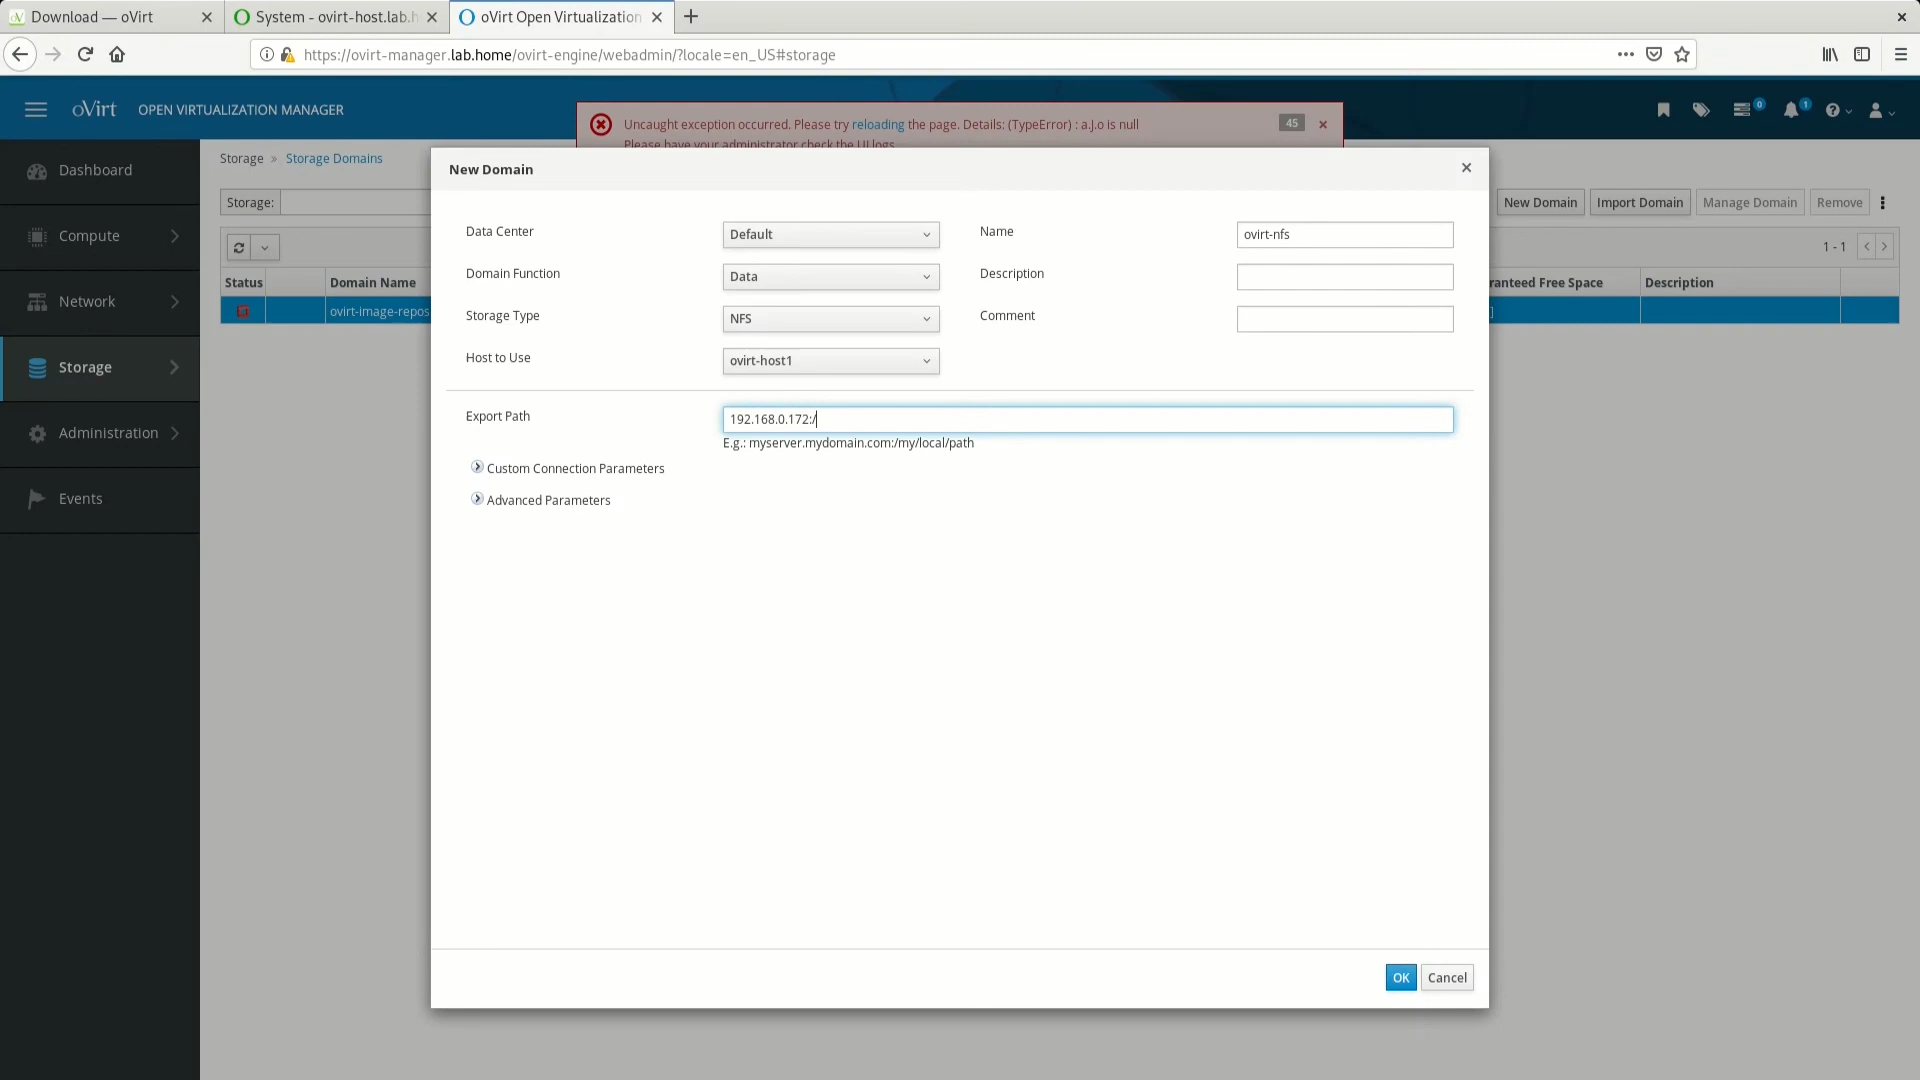 Download — oVirt
System - ovirt-host.lab.h
oVirt Open Virtualization
https://ovirt-manager.lab.home/ovirt-engine/webadmin/?locale=en_US#storage
oVirt OPEN VIRTUALIZATION MANAGER
0
1
Uncaught exception occurred. Please try reloading the page. Details: (TypeError) : a.J.o is null
45
Please have your administrator check the UI logs
Dashboard
Compute
Network
Storage
Administration
Events
Storage » Storage Domains
Storage:
New Domain
Import Domain
Manage Domain
Remove
1 - 1
Status
Domain Name
ranteed Free Space
Description
ovirt-image-repos
]
New Domain
Data Center
Default
Name
ovirt-nfs
Domain Function
Data
Description
Storage Type
NFS
Comment
Host to Use
ovirt-host1
Export Path
192.168.0.172:/
E.g.: myserver.mydomain.com:/my/local/path
Custom Connection Parameters
Advanced Parameters
OK
Cancel